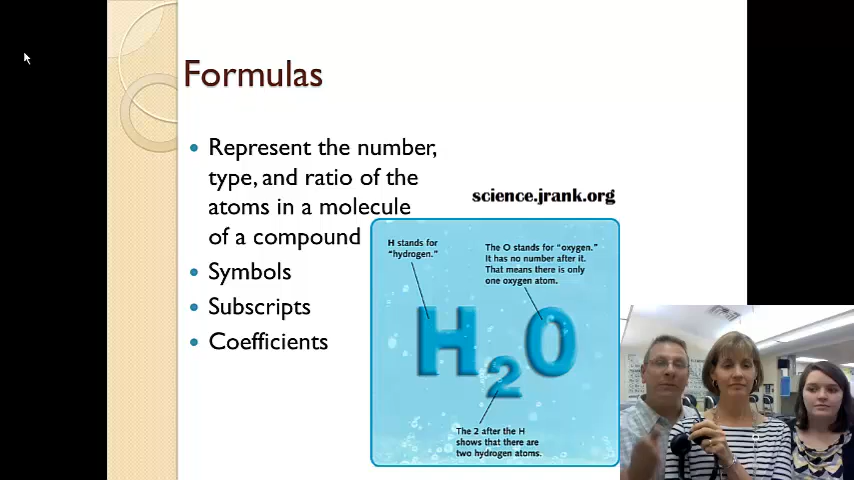 Formulas
Represent the number,
type, and ratio of the
atoms in a molecule
of a compound
Symbols
Subscripts
Coefficients
science.jrank.org
H stands for
"hydrogen."
The O stands for "oxygen."
It has no number after it.
That means there is only
one oxygen atom.
H2O
The 2 after the H
shows that there are
two hydrogen atoms.